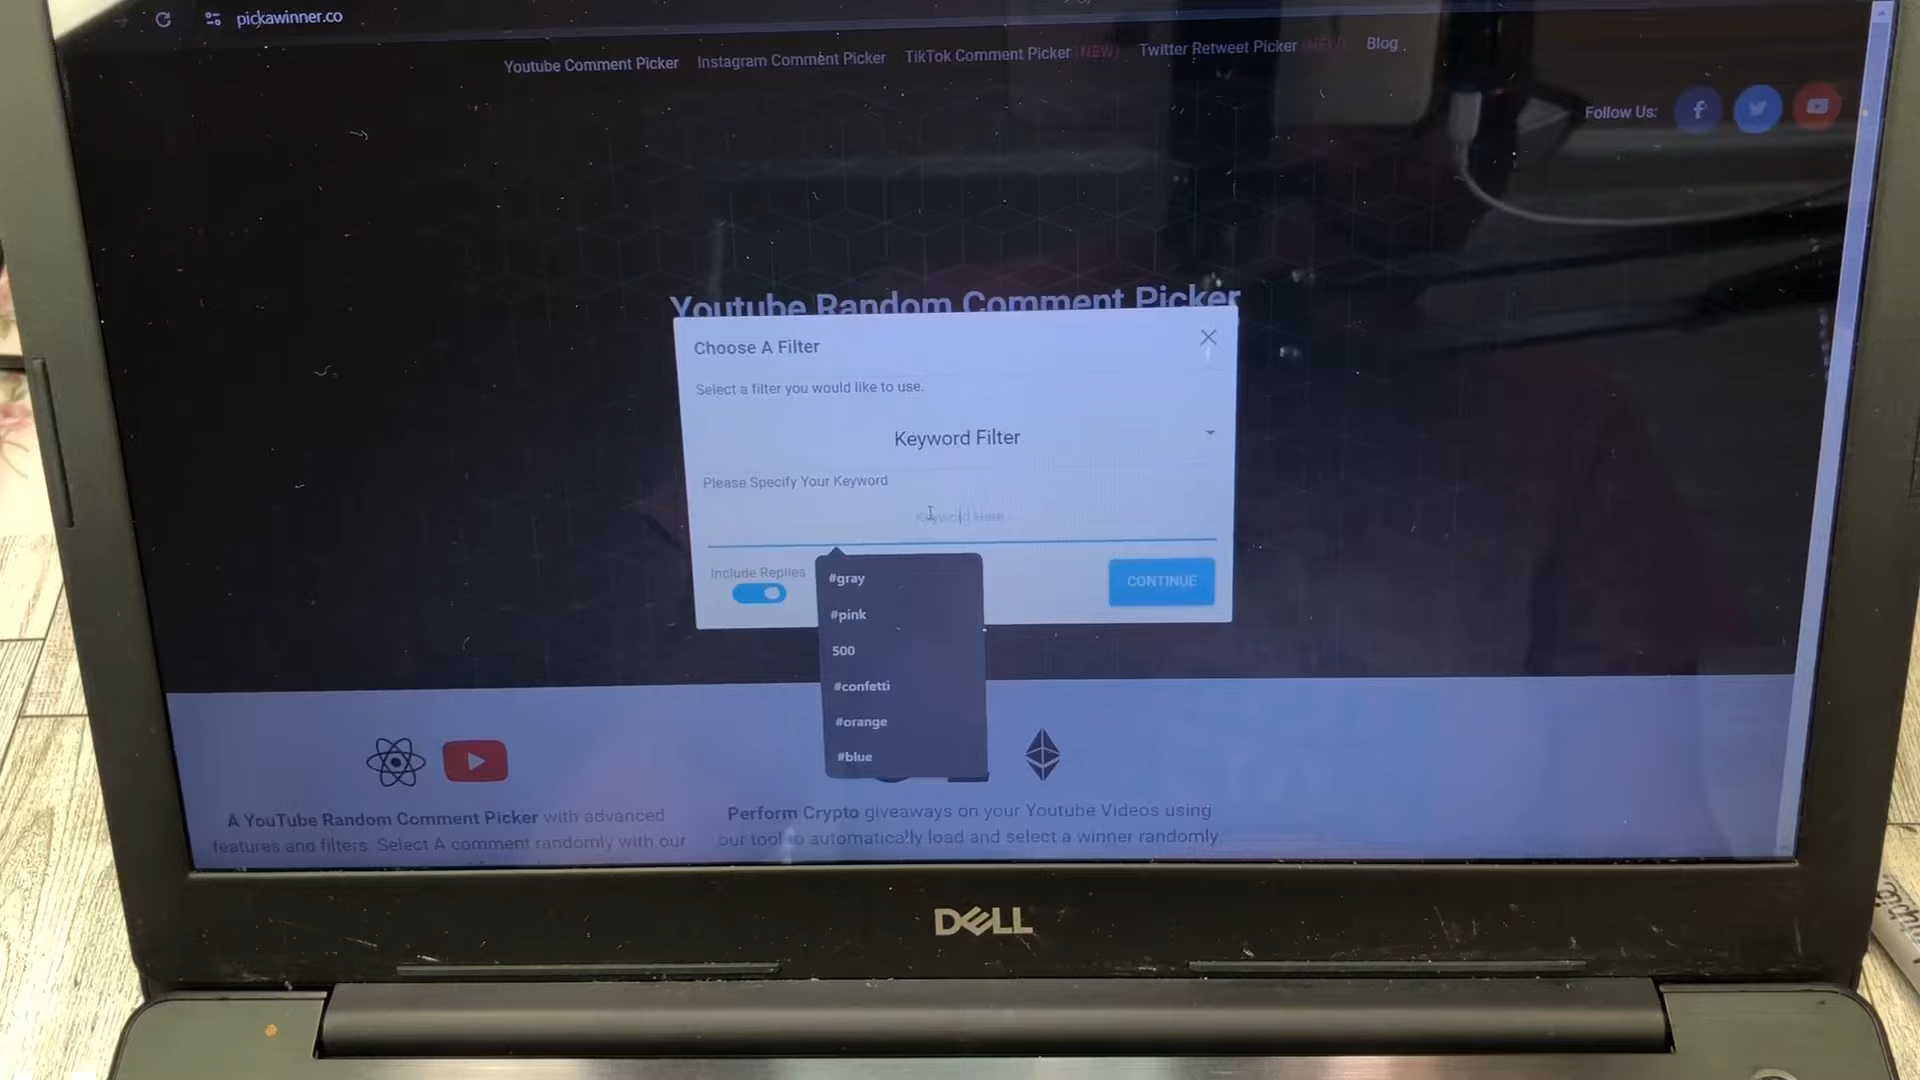 pickawinner.co
Youtube Comment Picker Instagram Comment Picker TikTok Comment Picker (NEW) Twitter Retweet Picker (NEW) Blog
Follow Us:
Youtube Random Comment Picker
Choose A Filter
Select a filter you would like to use.
Keyword Filter
Please Specify Your Keyword
Keyword Here
Include Replies
CONTINUE
#gray
#pink
500
#confetti
#orange
#blue
A YouTube Random Comment Picker with advanced
features and filters. Select A comment randomly with our
Perform Crypto giveaways on your Youtube Videos using
our tool to automatically load and select a winner randomly.
DELL